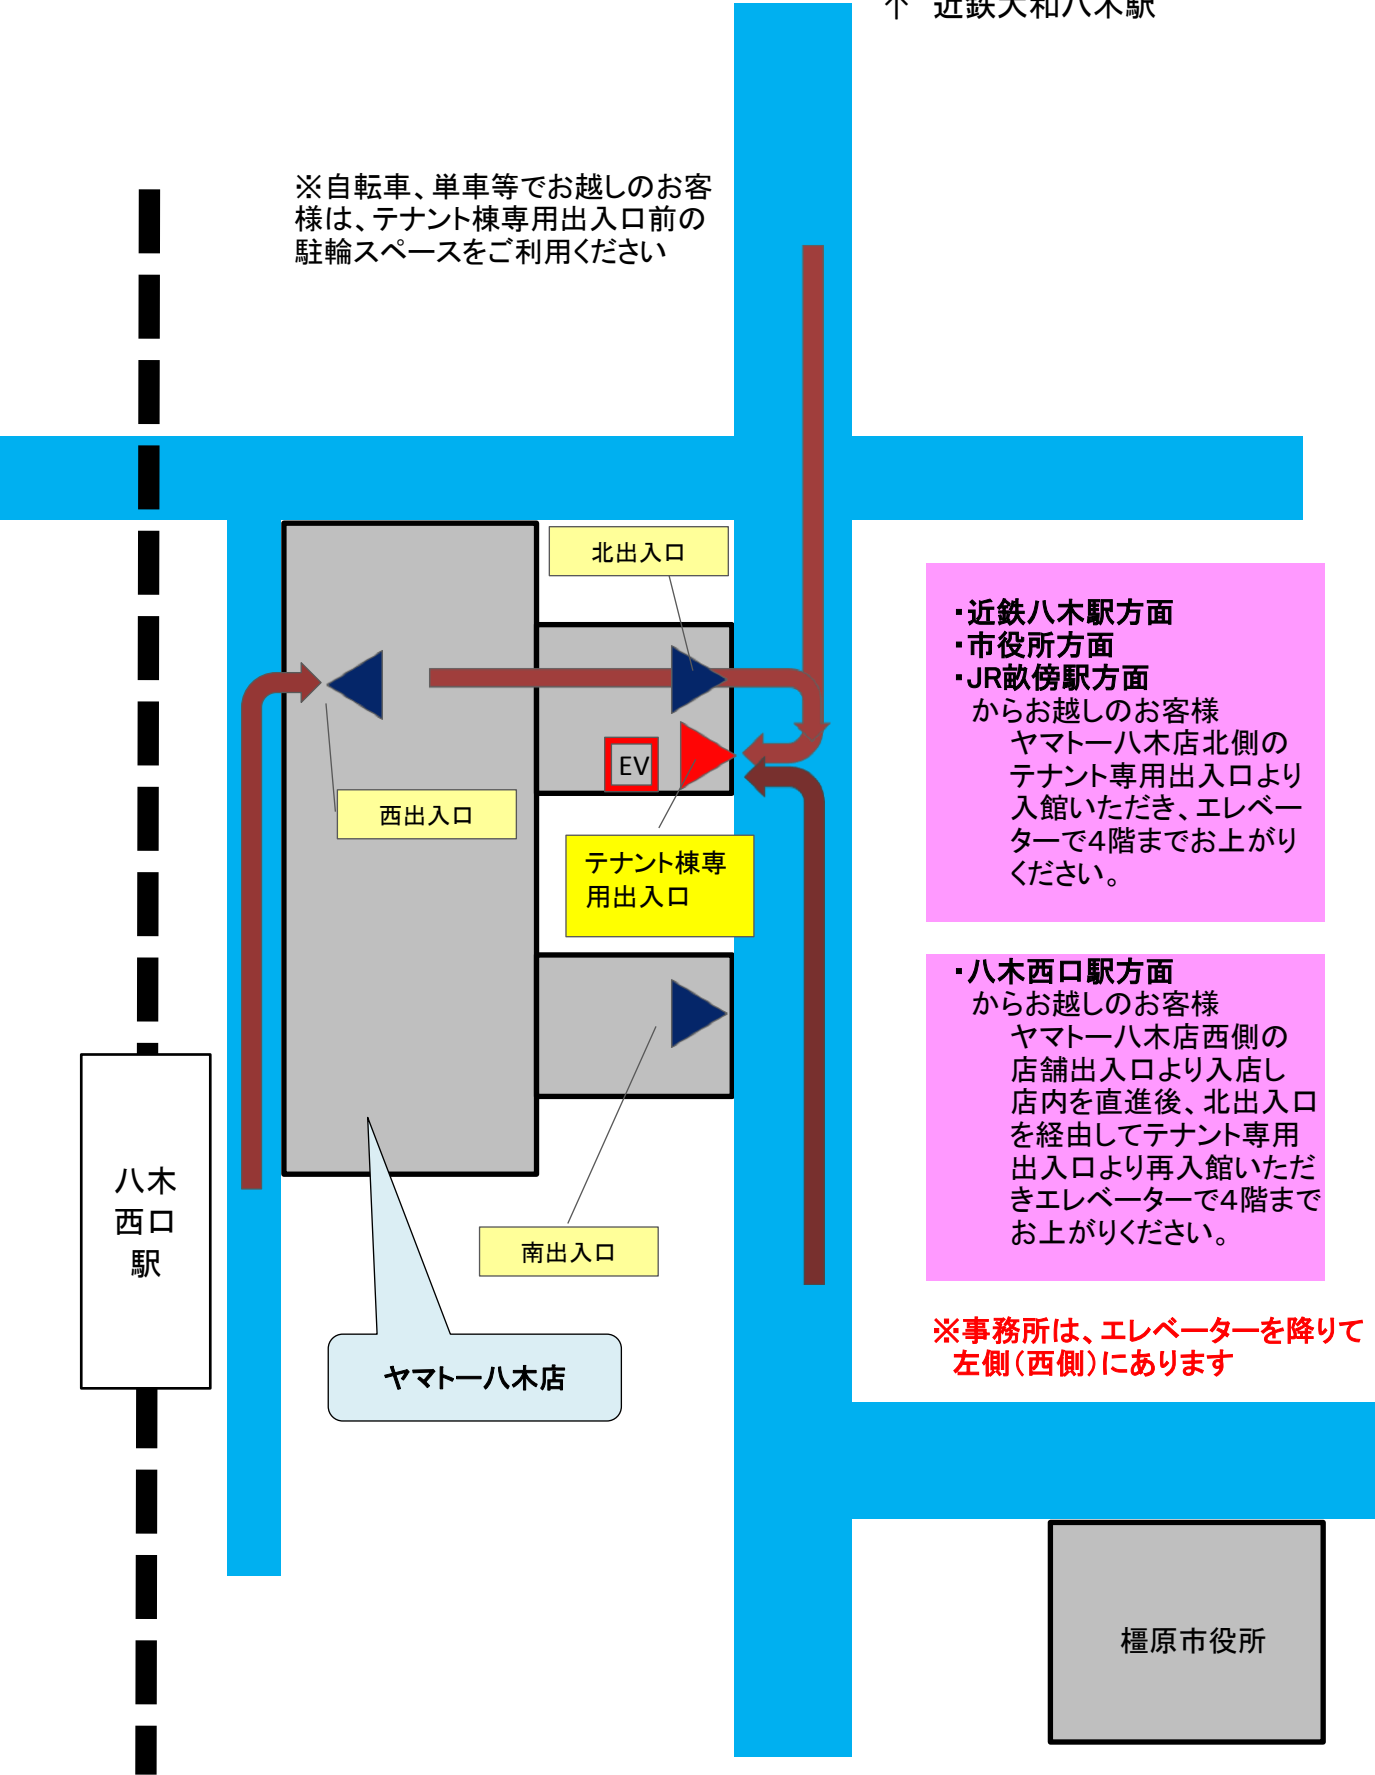 ↑ 近鉄大和八木駅
※自転車、単車等でお越しのお客
様は、テナント棟専用出入口前の
駐輪スペースをご利用ください
北出入口
EV
西出入口
テナント棟専
用出入口
・近鉄八木駅方面
・市役所方面
・JR畝傍駅方面
からお越しのお客様
ヤマトー八木店北側の
テナント専用出入口より
入館いただき、エレベー
ターで4階までお上がり
ください。
・八木西口駅方面
からお越しのお客様
ヤマトー八木店西側の
店舗出入口より入店し
店内を直進後、北出入口
を経由してテナント専用
出入口より再入館いただ
きエレベーターで4階まで
お上がりください。
八木
西口
駅
南出入口
ヤマトー八木店
※事務所は、エレベーターを降りて
左側(西側)にあります
橿原市役所